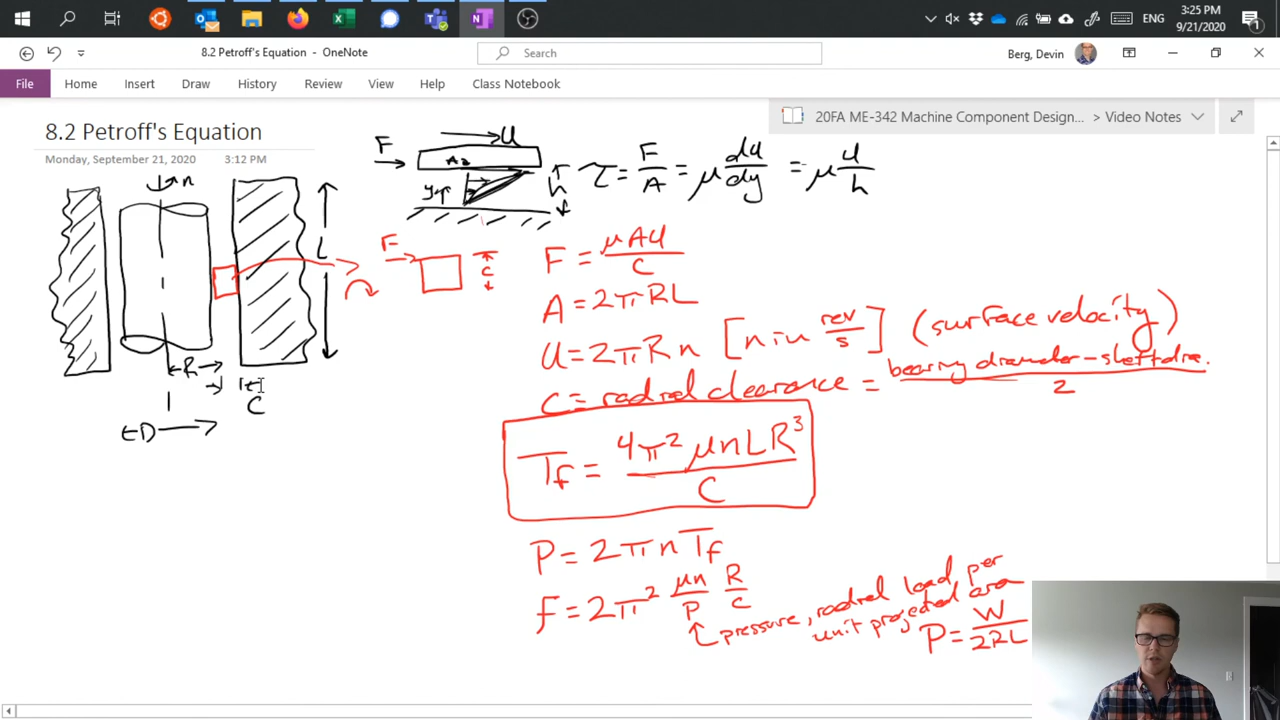 3:25 PM
ENG
9/21/2020
8.2 Petroff's Equation - OneNote
Search
Berg, Devin
File Home Insert Draw History Review View Help Class Notebook
20FA ME-342 Machine Component Design... > Video Notes
8.2 Petroff's Equation
Monday, September 21, 2020 3:12 PM
n
L
R
C
D
F
U
A
y
h
τ = F/A = μ du/dy = μ U/h
F
C
F = μAU/C
A = 2πRL
U = 2πRn [n in rev/s] (surface velocity)
C = radial clearance = bearing diameter - shaft dia. / 2
Tf = 4π² μnLR³ / C
P = 2πn Tf
f = 2π² μn/P R/C
pressure, radial load per
unit projected area
P = W/2RL